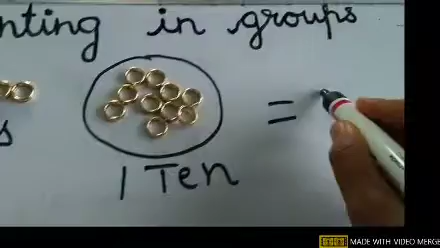 nting in groups
s
=
1 Ten
MADE WITH VIDEO MERGE